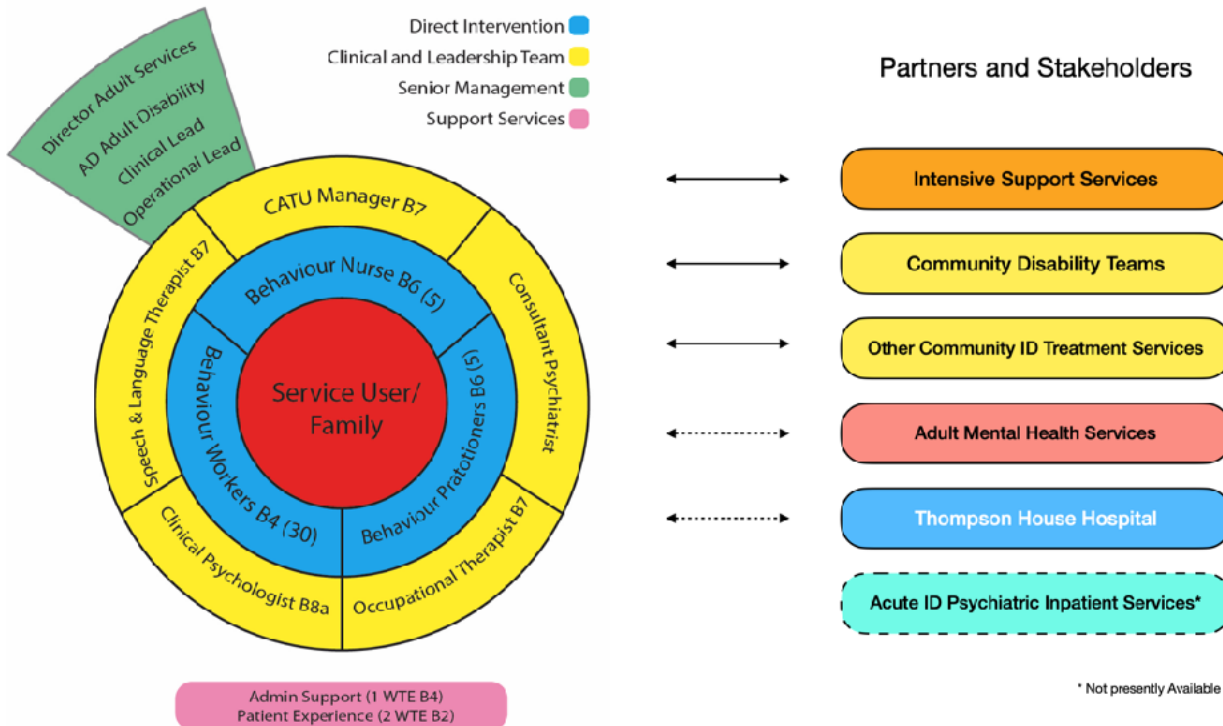 Direct Intervention
Clinical and Leadership Team
Senior Management
Support Services
Director Adult Services
AD Adult Disability
Clinical Lead
Operational Lead
CATU Manager B7
Consultant Psychiatrist
Occupational Therapist B7
Clinical Psychologist B8a
Speech & Language Therapist B7
Behaviour Nurse B6 (5)
Behaviour Pratotioners B6 (5)
Behaviour Workers B4 (30)
Service User/
Family
Admin Support (1 WTE B4)
Patient Experience (2 WTE B2)
Partners and Stakeholders
Intensive Support Services
Community Disability Teams
Other Community ID Treatment Services
Adult Mental Health Services
Thompson House Hospital
Acute ID Psychiatric Inpatient Services*
* Not presently Available